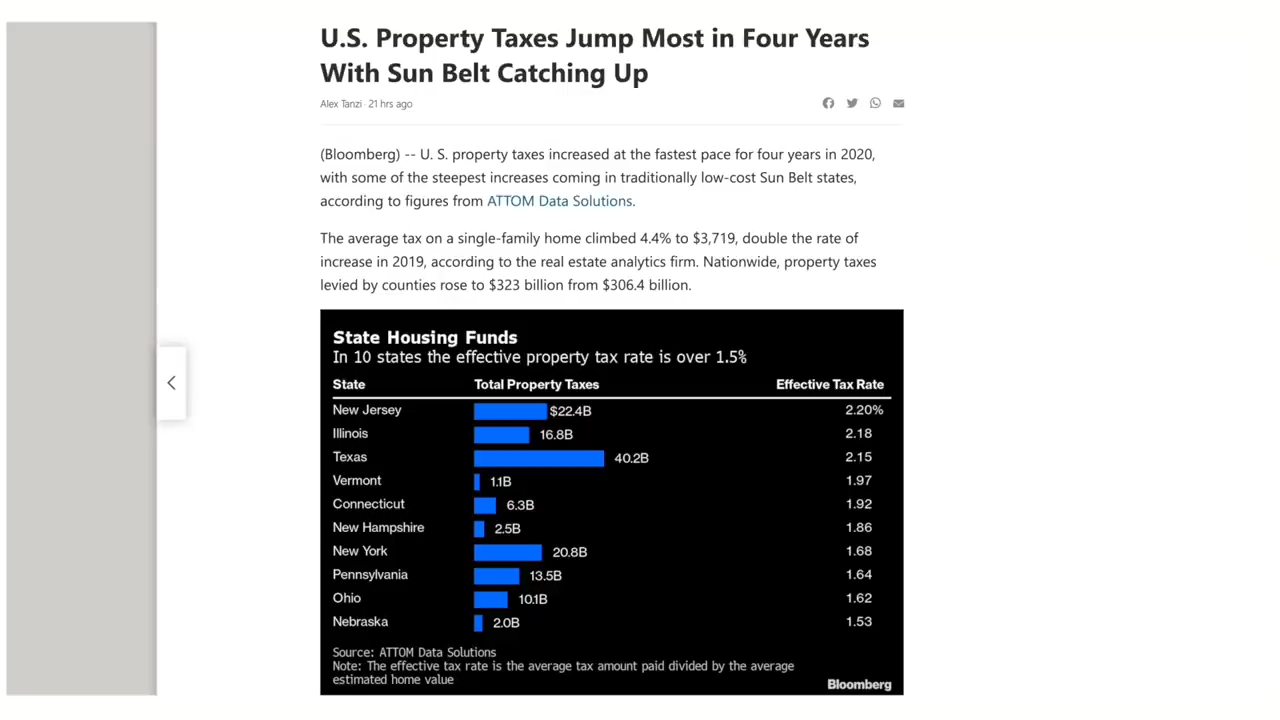 U.S. Property Taxes Jump Most in Four Years
With Sun Belt Catching Up
Alex Tanzi · 21 hrs ago
(Bloomberg) -- U. S. property taxes increased at the fastest pace for four years in 2020,
with some of the steepest increases coming in traditionally low-cost Sun Belt states,
according to figures from ATTOM Data Solutions.
The average tax on a single-family home climbed 4.4% to $3,719, double the rate of
increase in 2019, according to the real estate analytics firm. Nationwide, property taxes
levied by counties rose to $323 billion from $306.4 billion.
State Housing Funds
In 10 states the effective property tax rate is over 1.5%
State Total Property Taxes Effective Tax Rate
New Jersey $22.4B 2.20%
Illinois 16.8B 2.18
Texas 40.2B 2.15
Vermont 1.1B 1.97
Connecticut 6.3B 1.92
New Hampshire 2.5B 1.86
New York 20.8B 1.68
Pennsylvania 13.5B 1.64
Ohio 10.1B 1.62
Nebraska 2.0B 1.53
Source: ATTOM Data Solutions
Note: The effective tax rate is the average tax amount paid divided by the average
estimated home value
Bloomberg